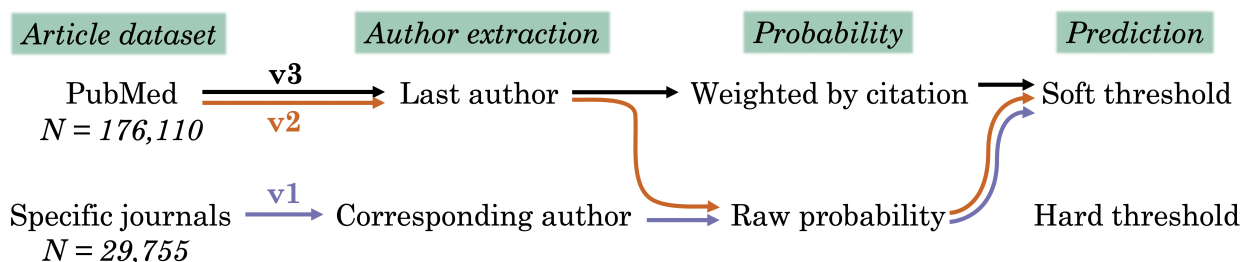 Article dataset
Author extraction
Probability
Prediction
v3
PubMed
Last author
Weighted by citation
Soft threshold
v2
N = 176,110
v1
Specific journals
Corresponding author
Raw probability
Hard threshold
N = 29,755